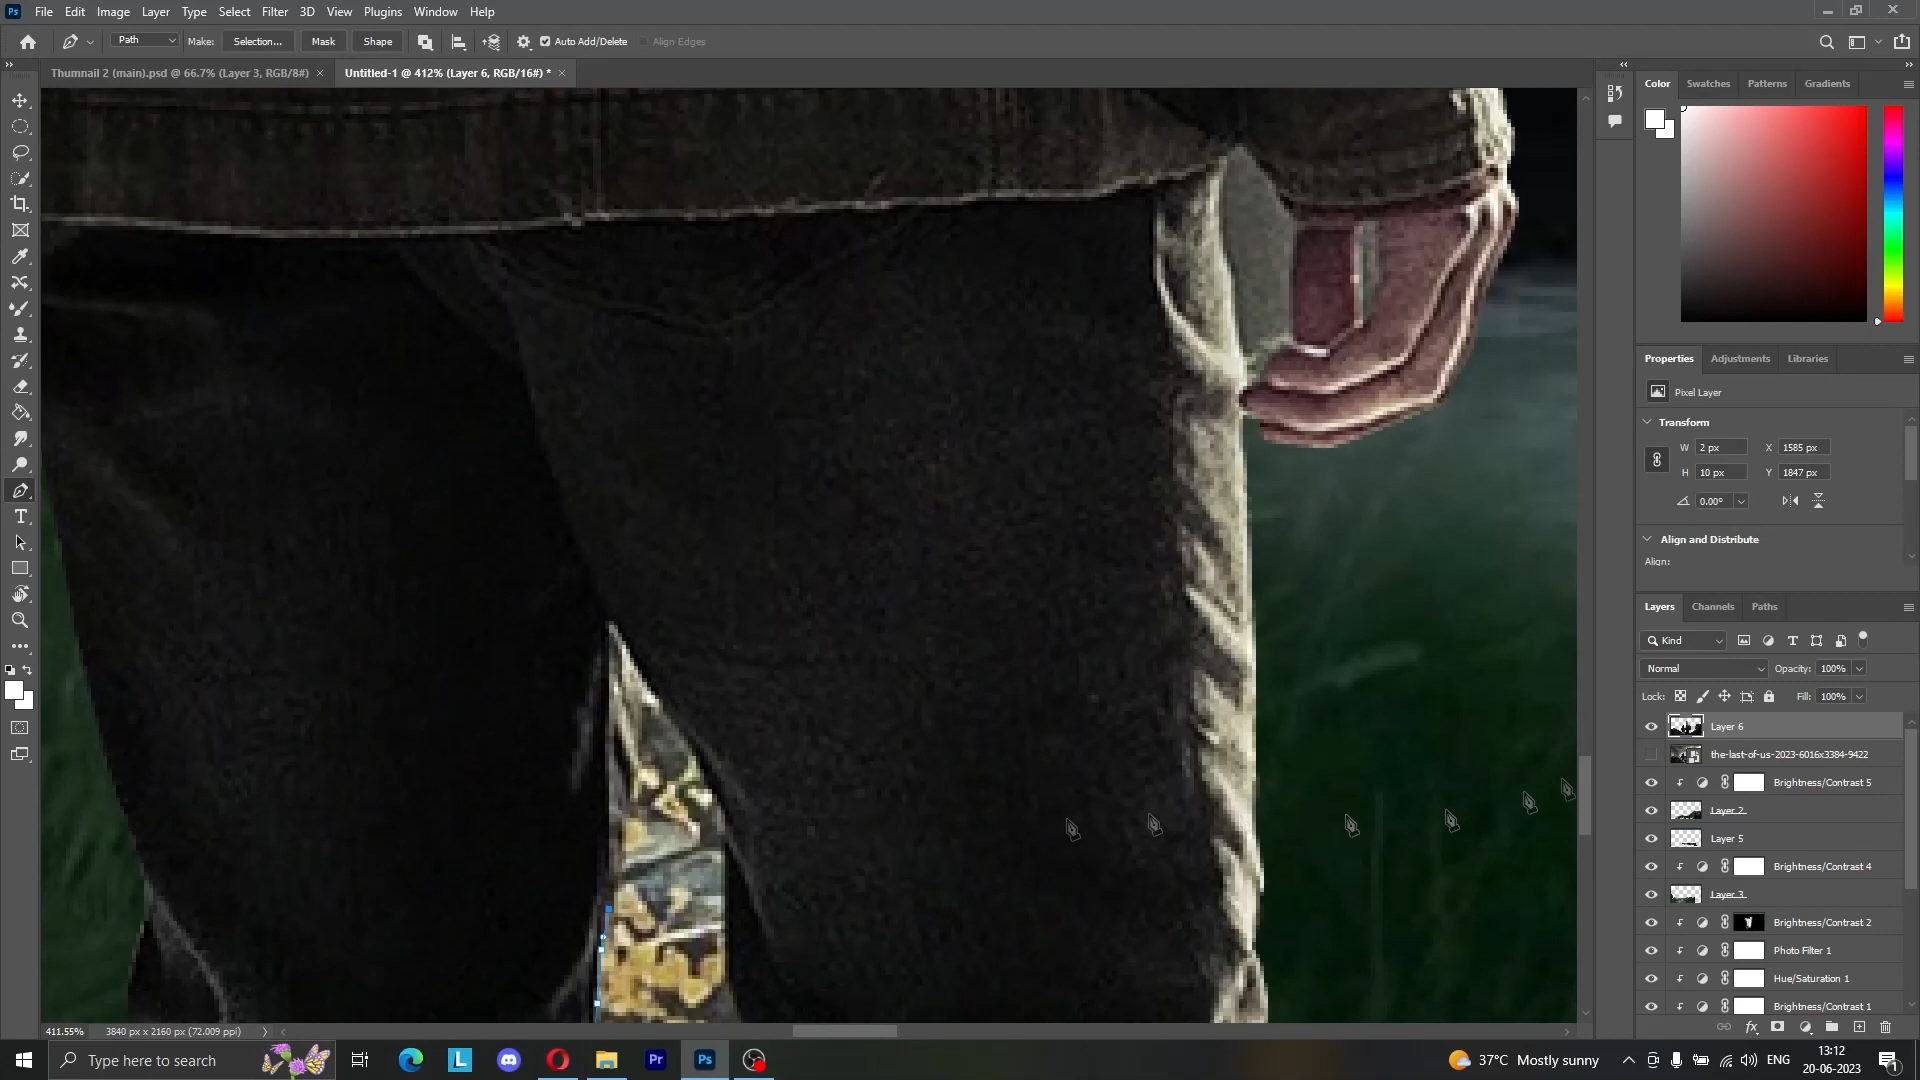 Ps File Edit Image Layer Type Select Filter 3D View Plugins Window Help
Path Make: Selection... Mask Shape Auto Add/Delete Align Edges
Thumnail 2 (main).psd @ 66.7% (Layer 3, RGB/8#) × Untitled-1 @ 412% (Layer 6, RGB/16#) * ×
Color Swatches Patterns Gradients
Properties Adjustments Libraries
Pixel Layer
Transform
W 2 px X 1585 px
H 10 px Y 1847 px
0.00°
Align and Distribute
Align:
Layers Channels Paths
Kind
Normal Opacity: 100%
Lock: Fill: 100%
Layer 6
the-last-of-us-2023-6016x3384-9422
Brightness/Contrast 5
Layer 2
Layer 5
Brightness/Contrast 4
Layer 3
Brightness/Contrast 2
Photo Filter 1
Hue/Saturation 1
Brightness/Contrast 1
411.55% 3840 px x 2160 px (72.009 ppi)
Type here to search
L Pr Ps
37°C Mostly sunny
ENG
13:12
20-06-2023
1